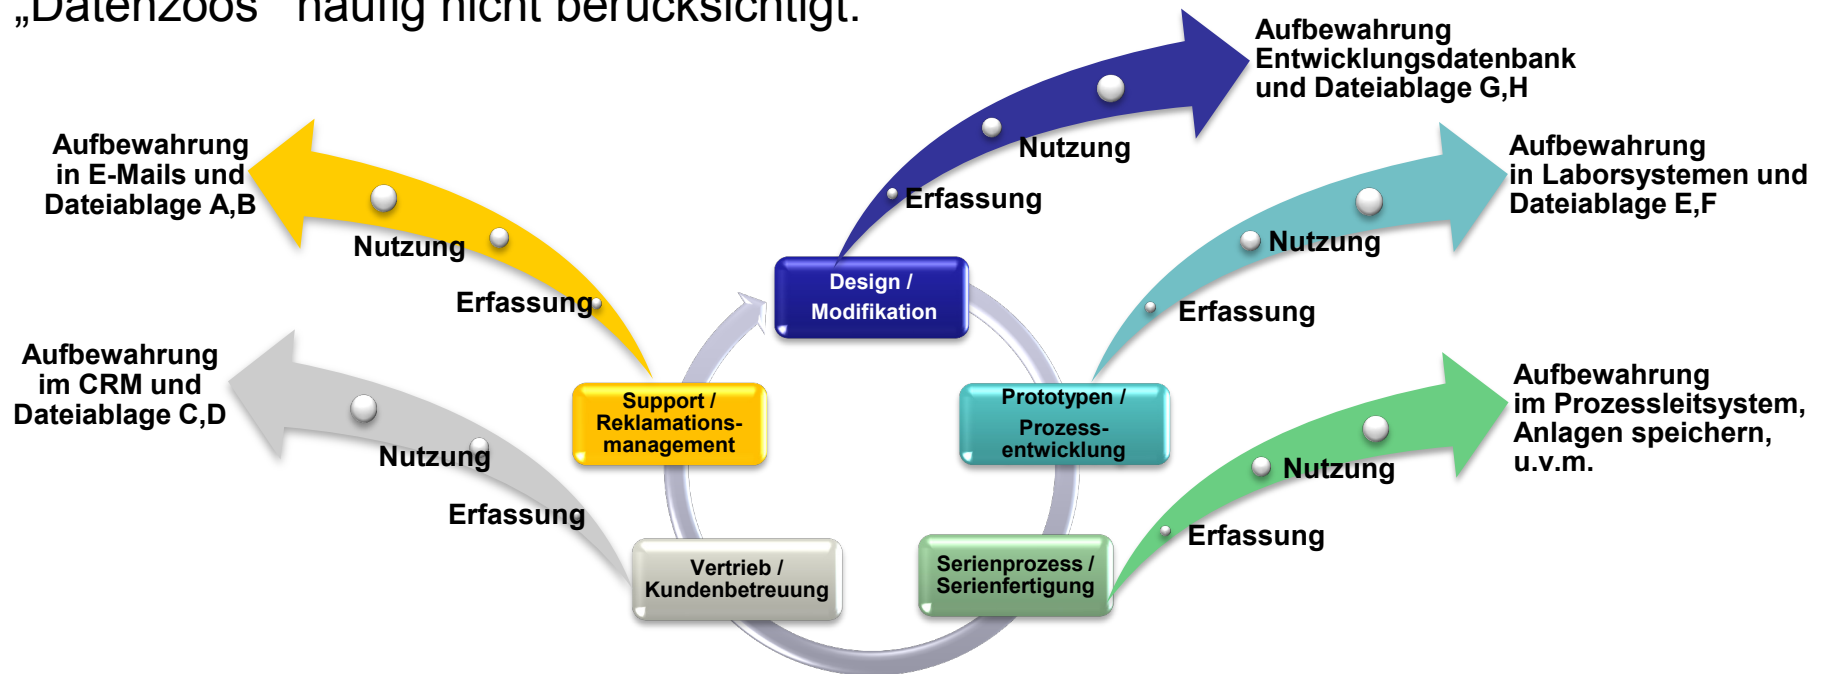 „Datenzoos“ häufig nicht berücksichtigt.
Aufbewahrung
Entwicklungsdatenbank
und Dateiablage G,H
Nutzung
Erfassung
Aufbewahrung
in E-Mails und
Dateiablage A,B
Nutzung
Erfassung
Aufbewahrung
in Laborsystemen und
Dateiablage E,F
Nutzung
Erfassung
Design /
Modifikation
Aufbewahrung
im CRM und
Dateiablage C,D
Nutzung
Erfassung
Support /
Reklamations-
management
Prototypen /
Prozess-
entwicklung
Aufbewahrung
im Prozessleitsystem,
Anlagen speichern,
u.v.m.
Nutzung
Erfassung
Vertrieb /
Kundenbetreuung
Serienprozess /
Serienfertigung